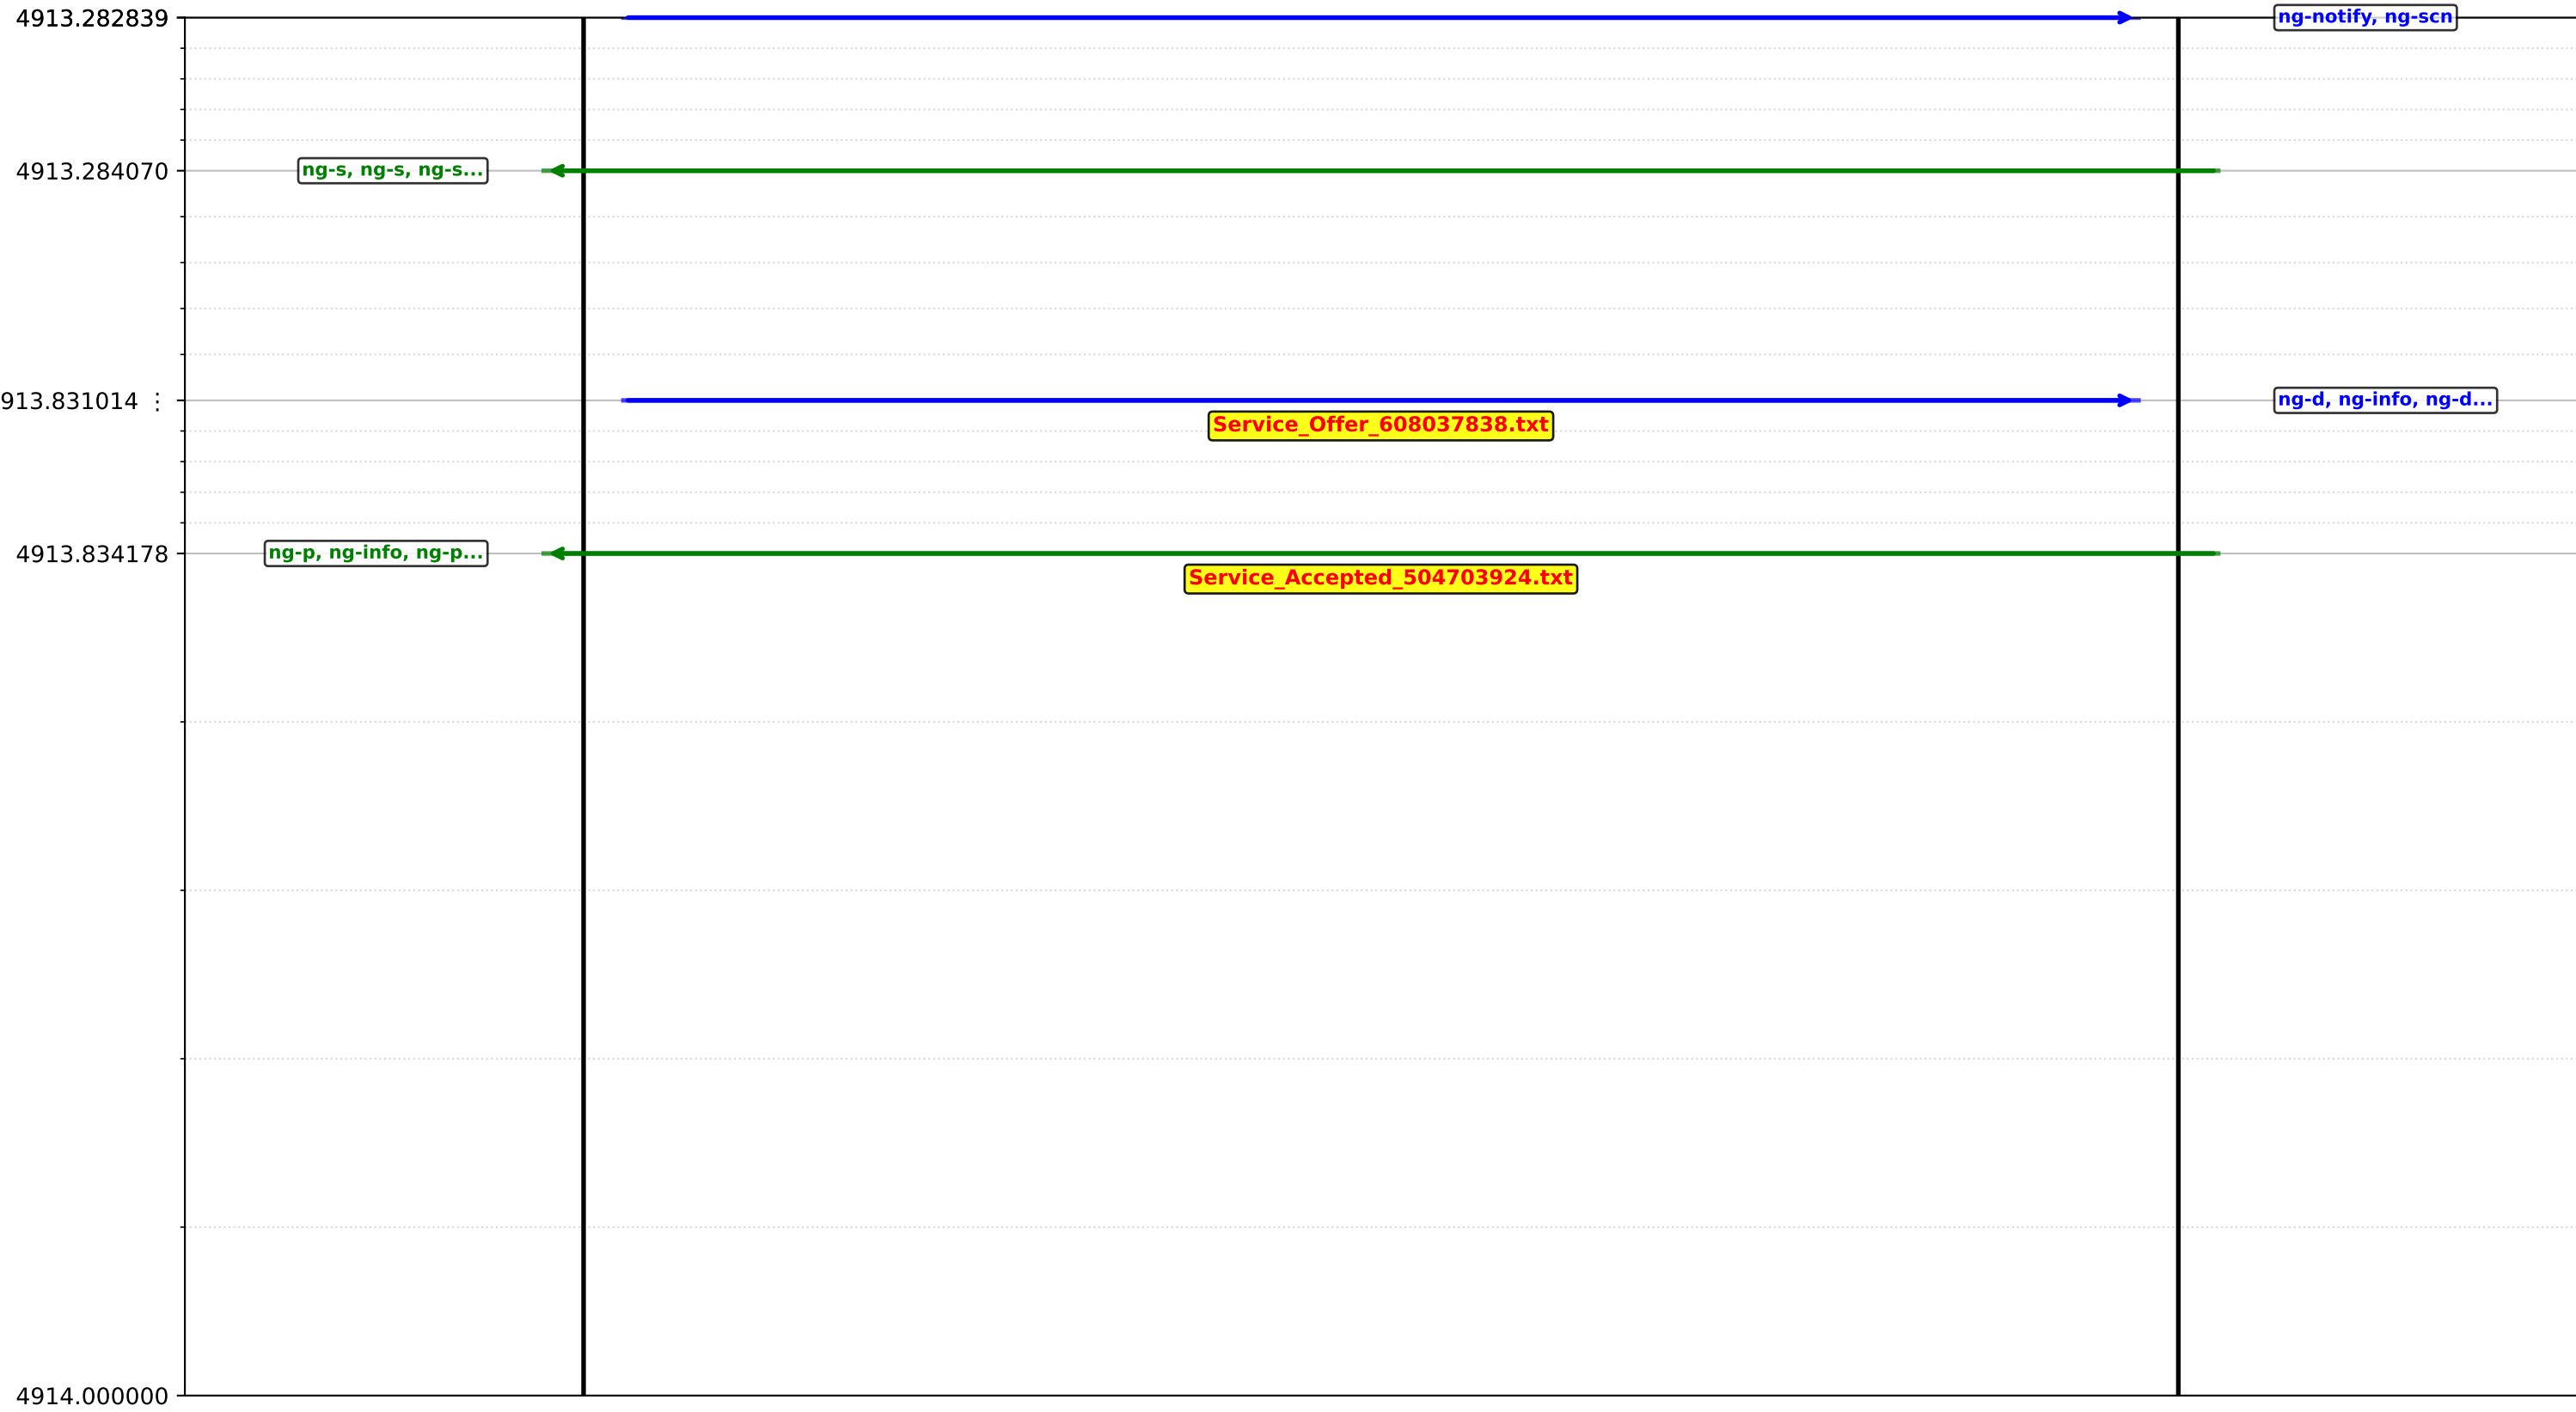 4913.282839
ng-notify, ng-scn
4913.284070
ng-s, ng-s, ng-s...
913.831014 ⋮
ng-d, ng-info, ng-d...
Service_Offer_608037838.txt
4913.834178
ng-p, ng-info, ng-p...
Service_Accepted_504703924.txt
4914.000000